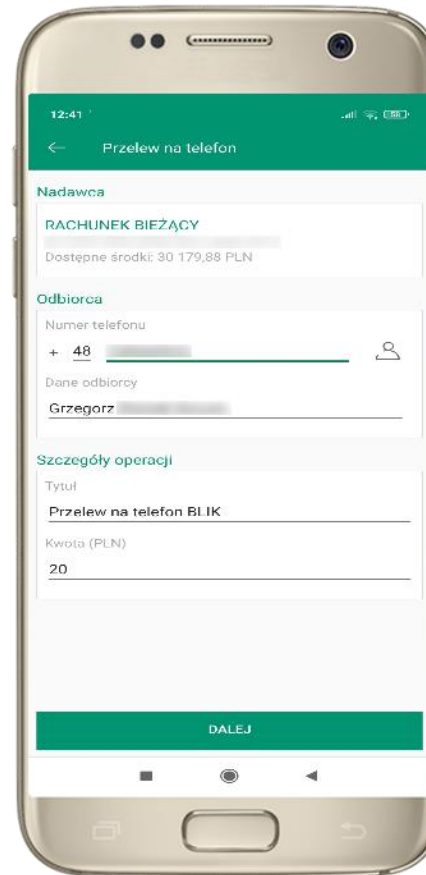 12:41
58
Przelew na telefon
Nadawca
RACHUNEK BIEŻĄCY
Dostępne środki: 30 179,88 PLN
Odbiorca
Numer telefonu
+ 48
Dane odbiorcy
Grzegorz
Szczegóły operacji
Tytuł
Przelew na telefon BLIK
Kwota (PLN)
20
DALEJ